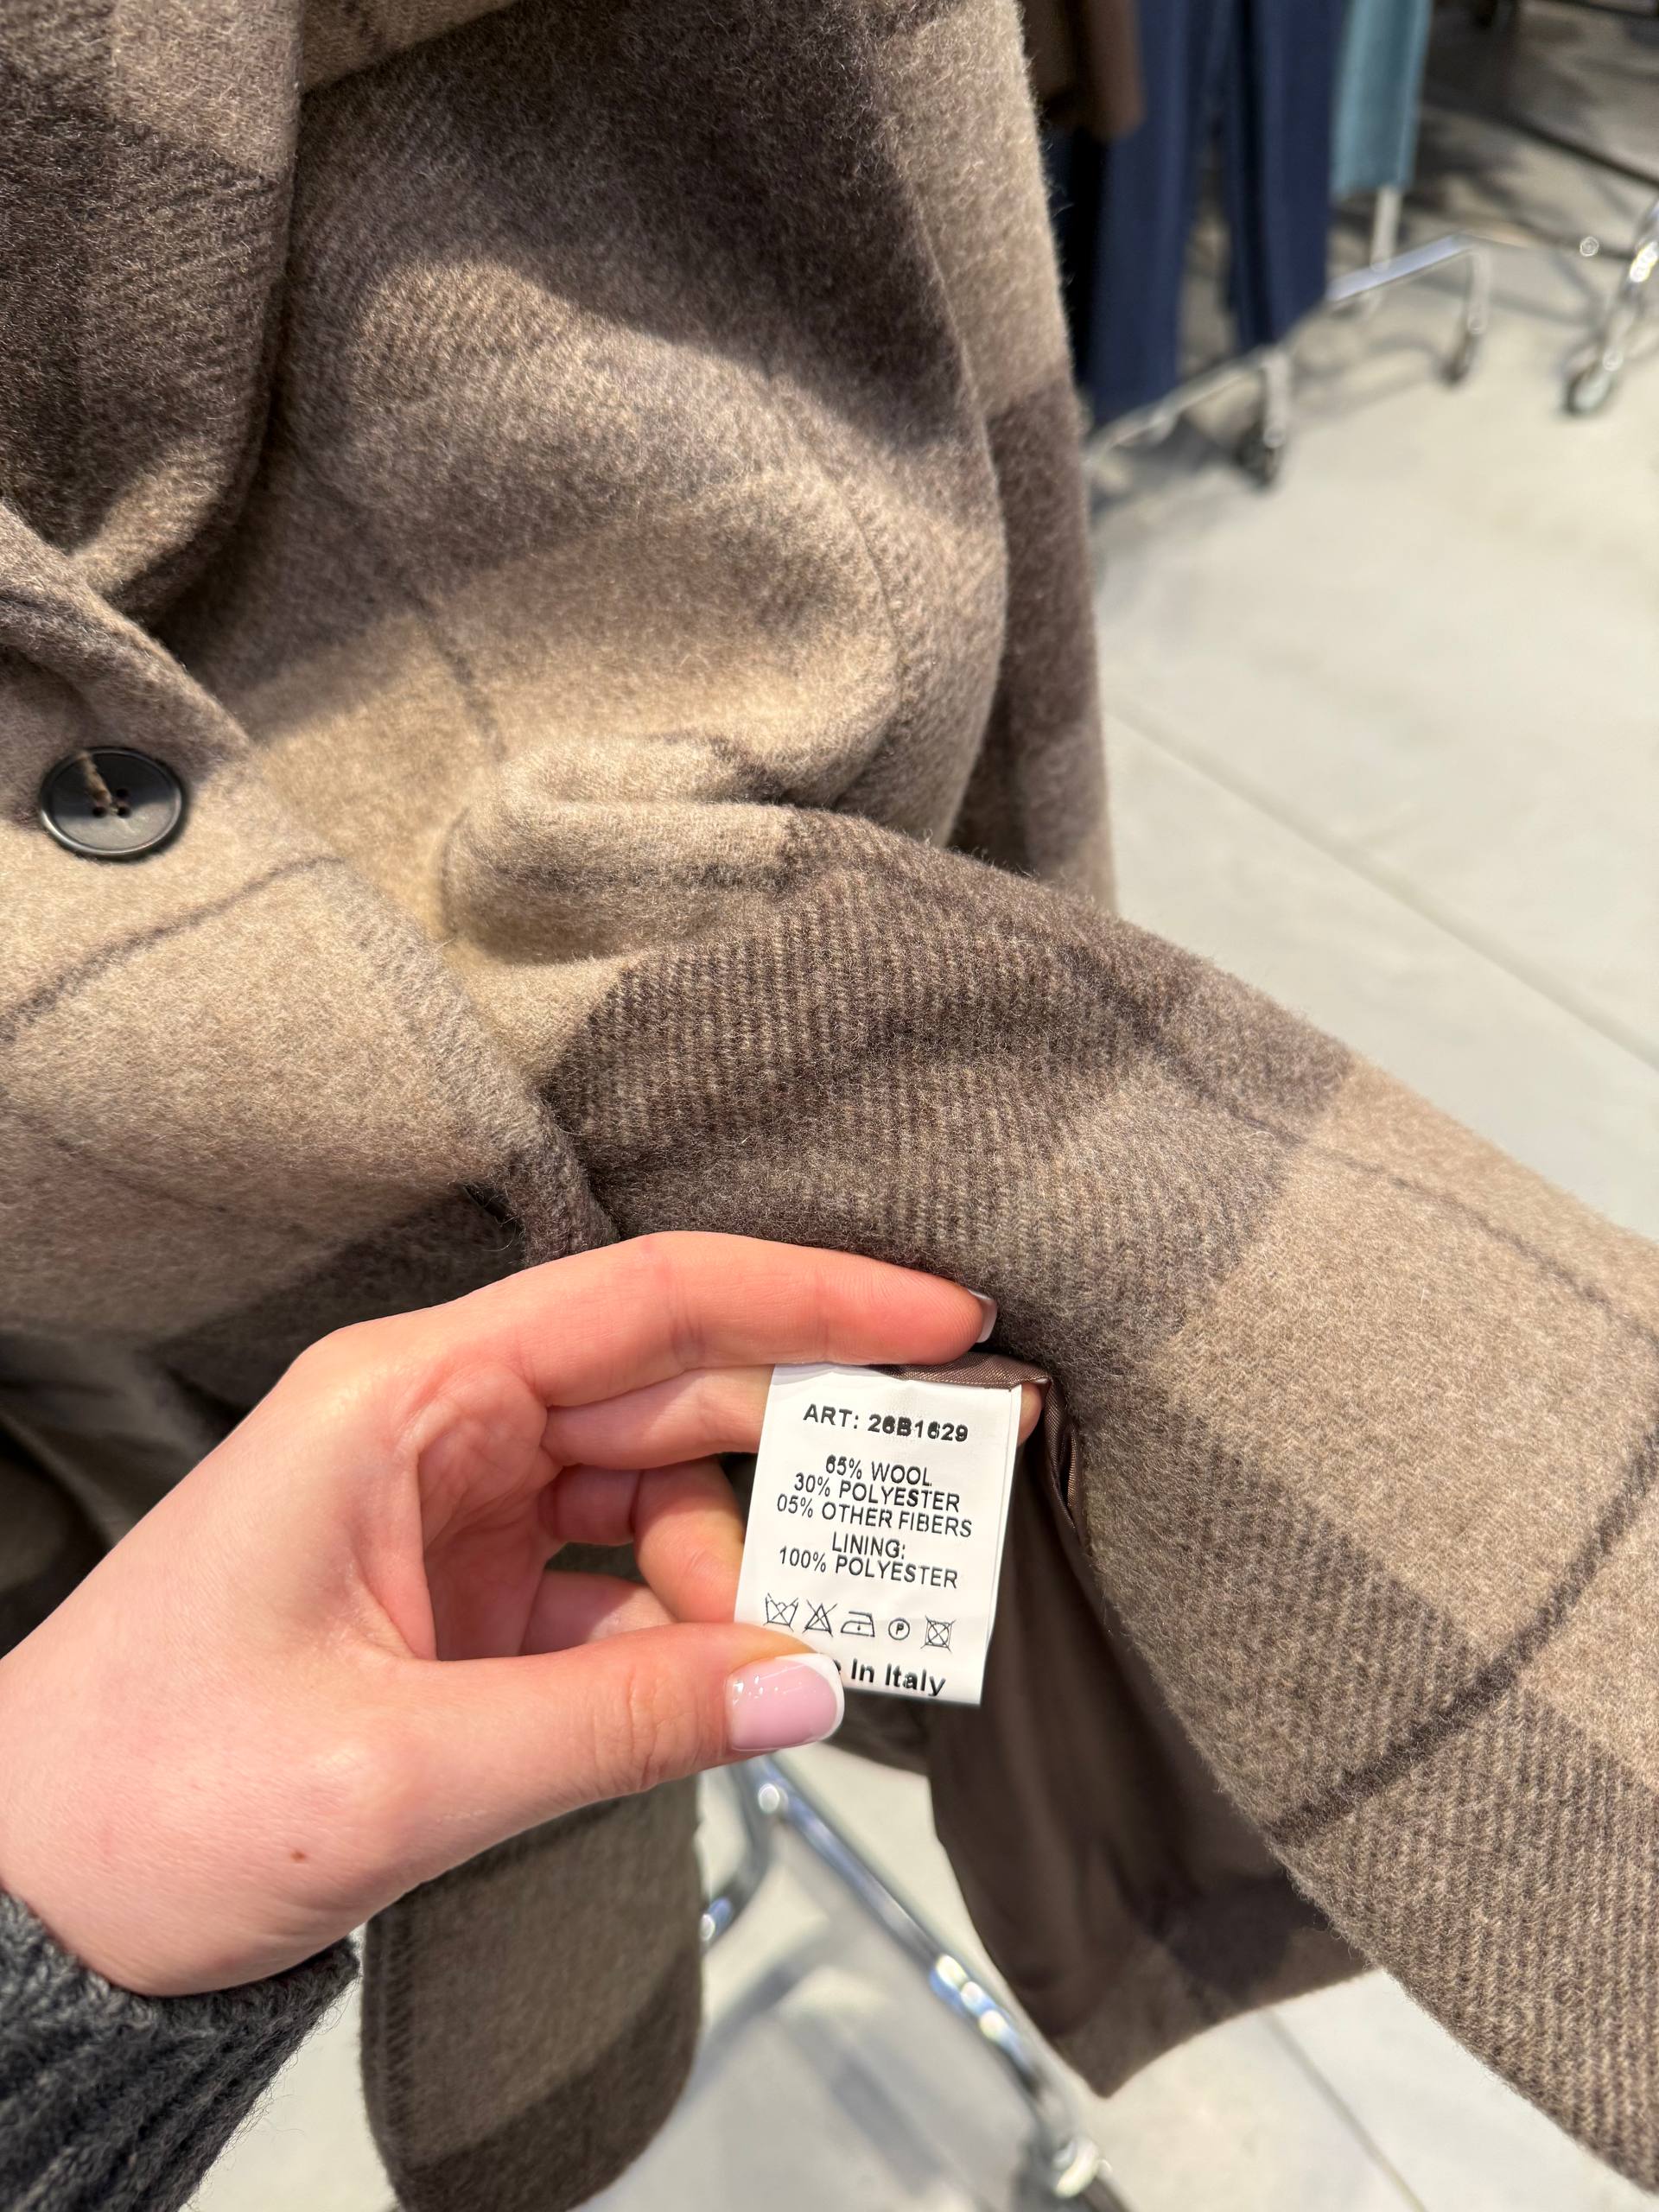 ART: 26B1629
65% WOOL
30% POLYESTER
05% OTHER FIBERS
LINING:
100% POLYESTER
P
In Italy